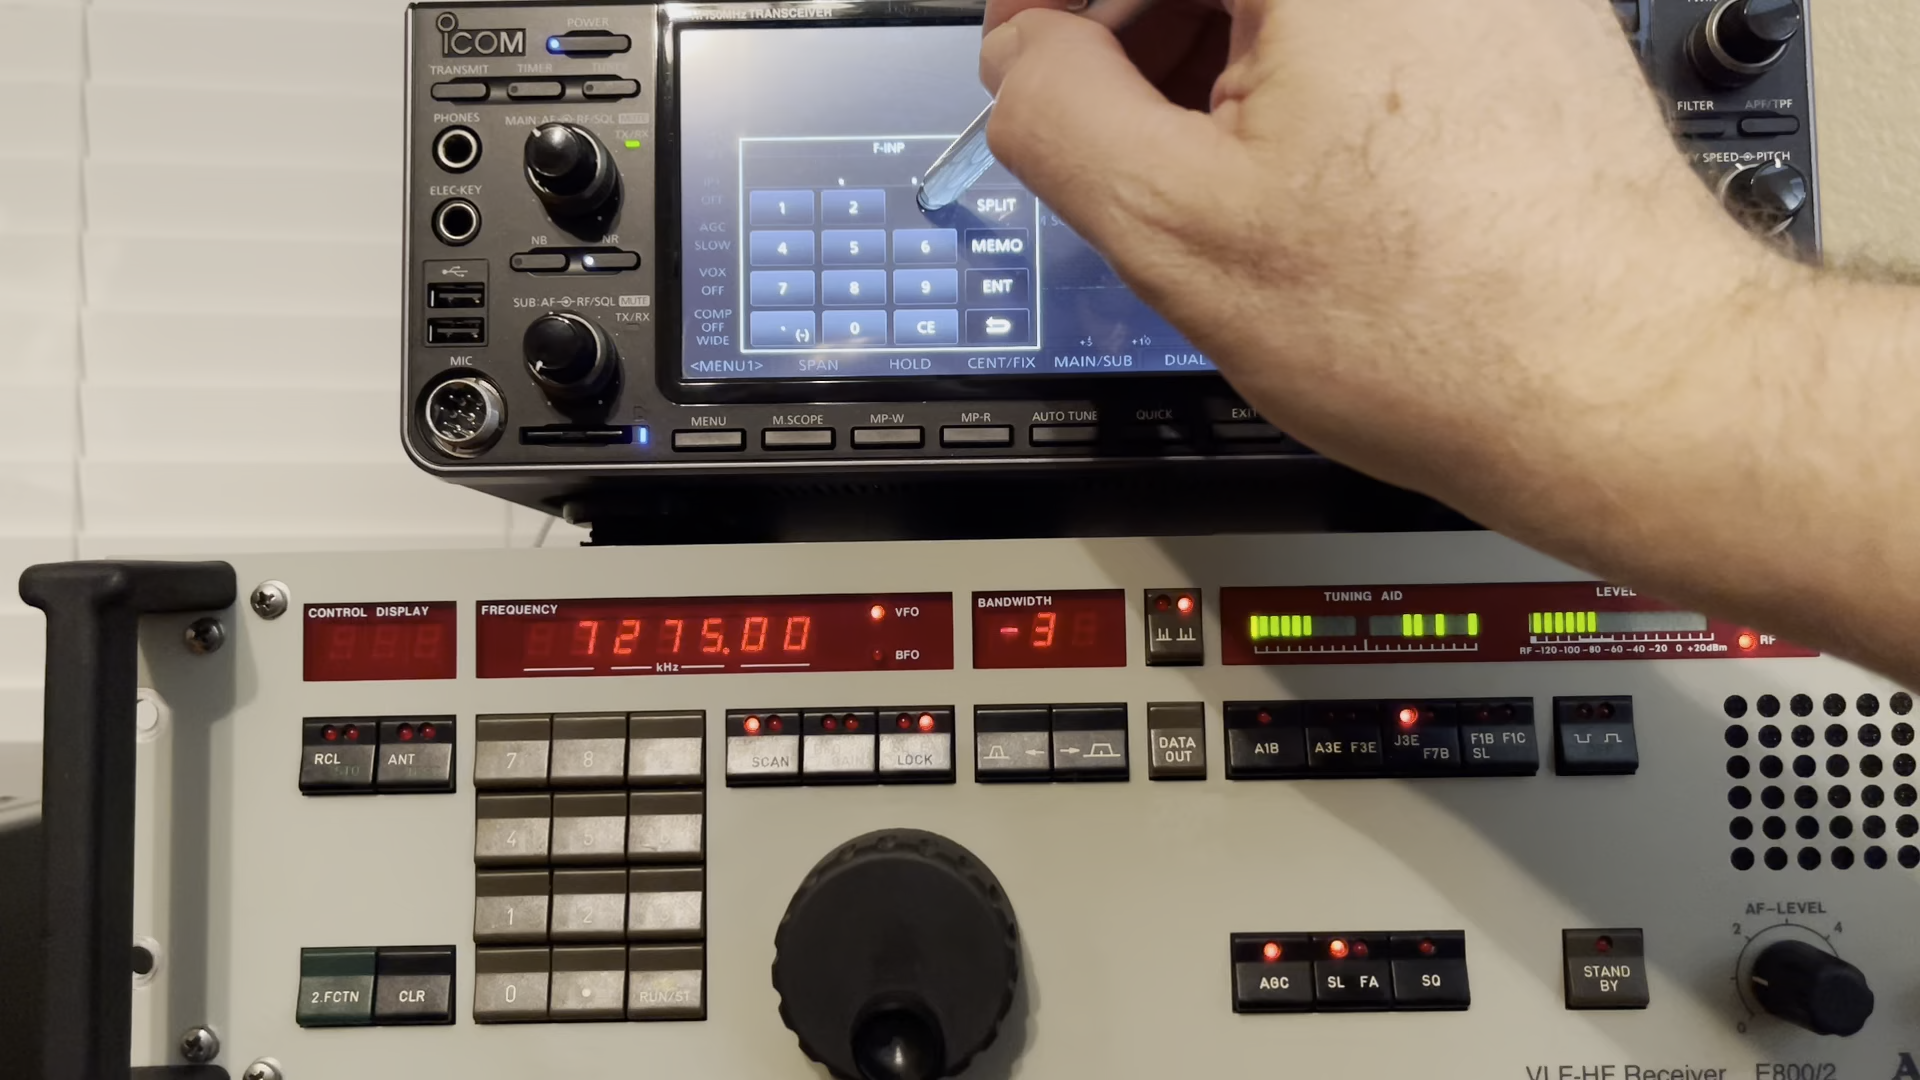 ICOM
POWER
TRANSCEIVER
TRANSMIT TIMER
PHONES
MAIN: AF RF/SQL MUTE
TX/RX
ELEC-KEY
NB NR
SUB: AF RF/SQL MUTE
TX/RX
MIC
F-INP
1 2 SPLIT
4 5 6 MEMO
7 8 9 ENT
. (-) 0 CE
OFF
AGC
SLOW
VOX
OFF
COMP
OFF
WIDE
+5 +10
<MENU1> SPAN HOLD CENT/FIX MAIN/SUB DUAL
MENU M.SCOPE MP-W MP-R AUTO TUNE QUICK EXIT
FILTER APF/TPF
SPEED PITCH
CONTROL DISPLAY
FREQUENCY
7275.00
kHz
VFO
BFO
BANDWIDTH
-3
TUNING AID
LEVEL
RF -120 -100 -80 -60 -40 -20 0 +20dBm
RF
RCL
STO
ANT
7 8
4 5
1 2
0 . RUN/ST
SCAN
LOCK
DATA
OUT
A1B
A3E F3E
J3E
F7B
F1B F1C
SL
2.FCTN
CLR
AGC
SL FA
SQ
STAND
BY
AF-LEVEL
0 2 4
VLF-HF Receiver E800/2